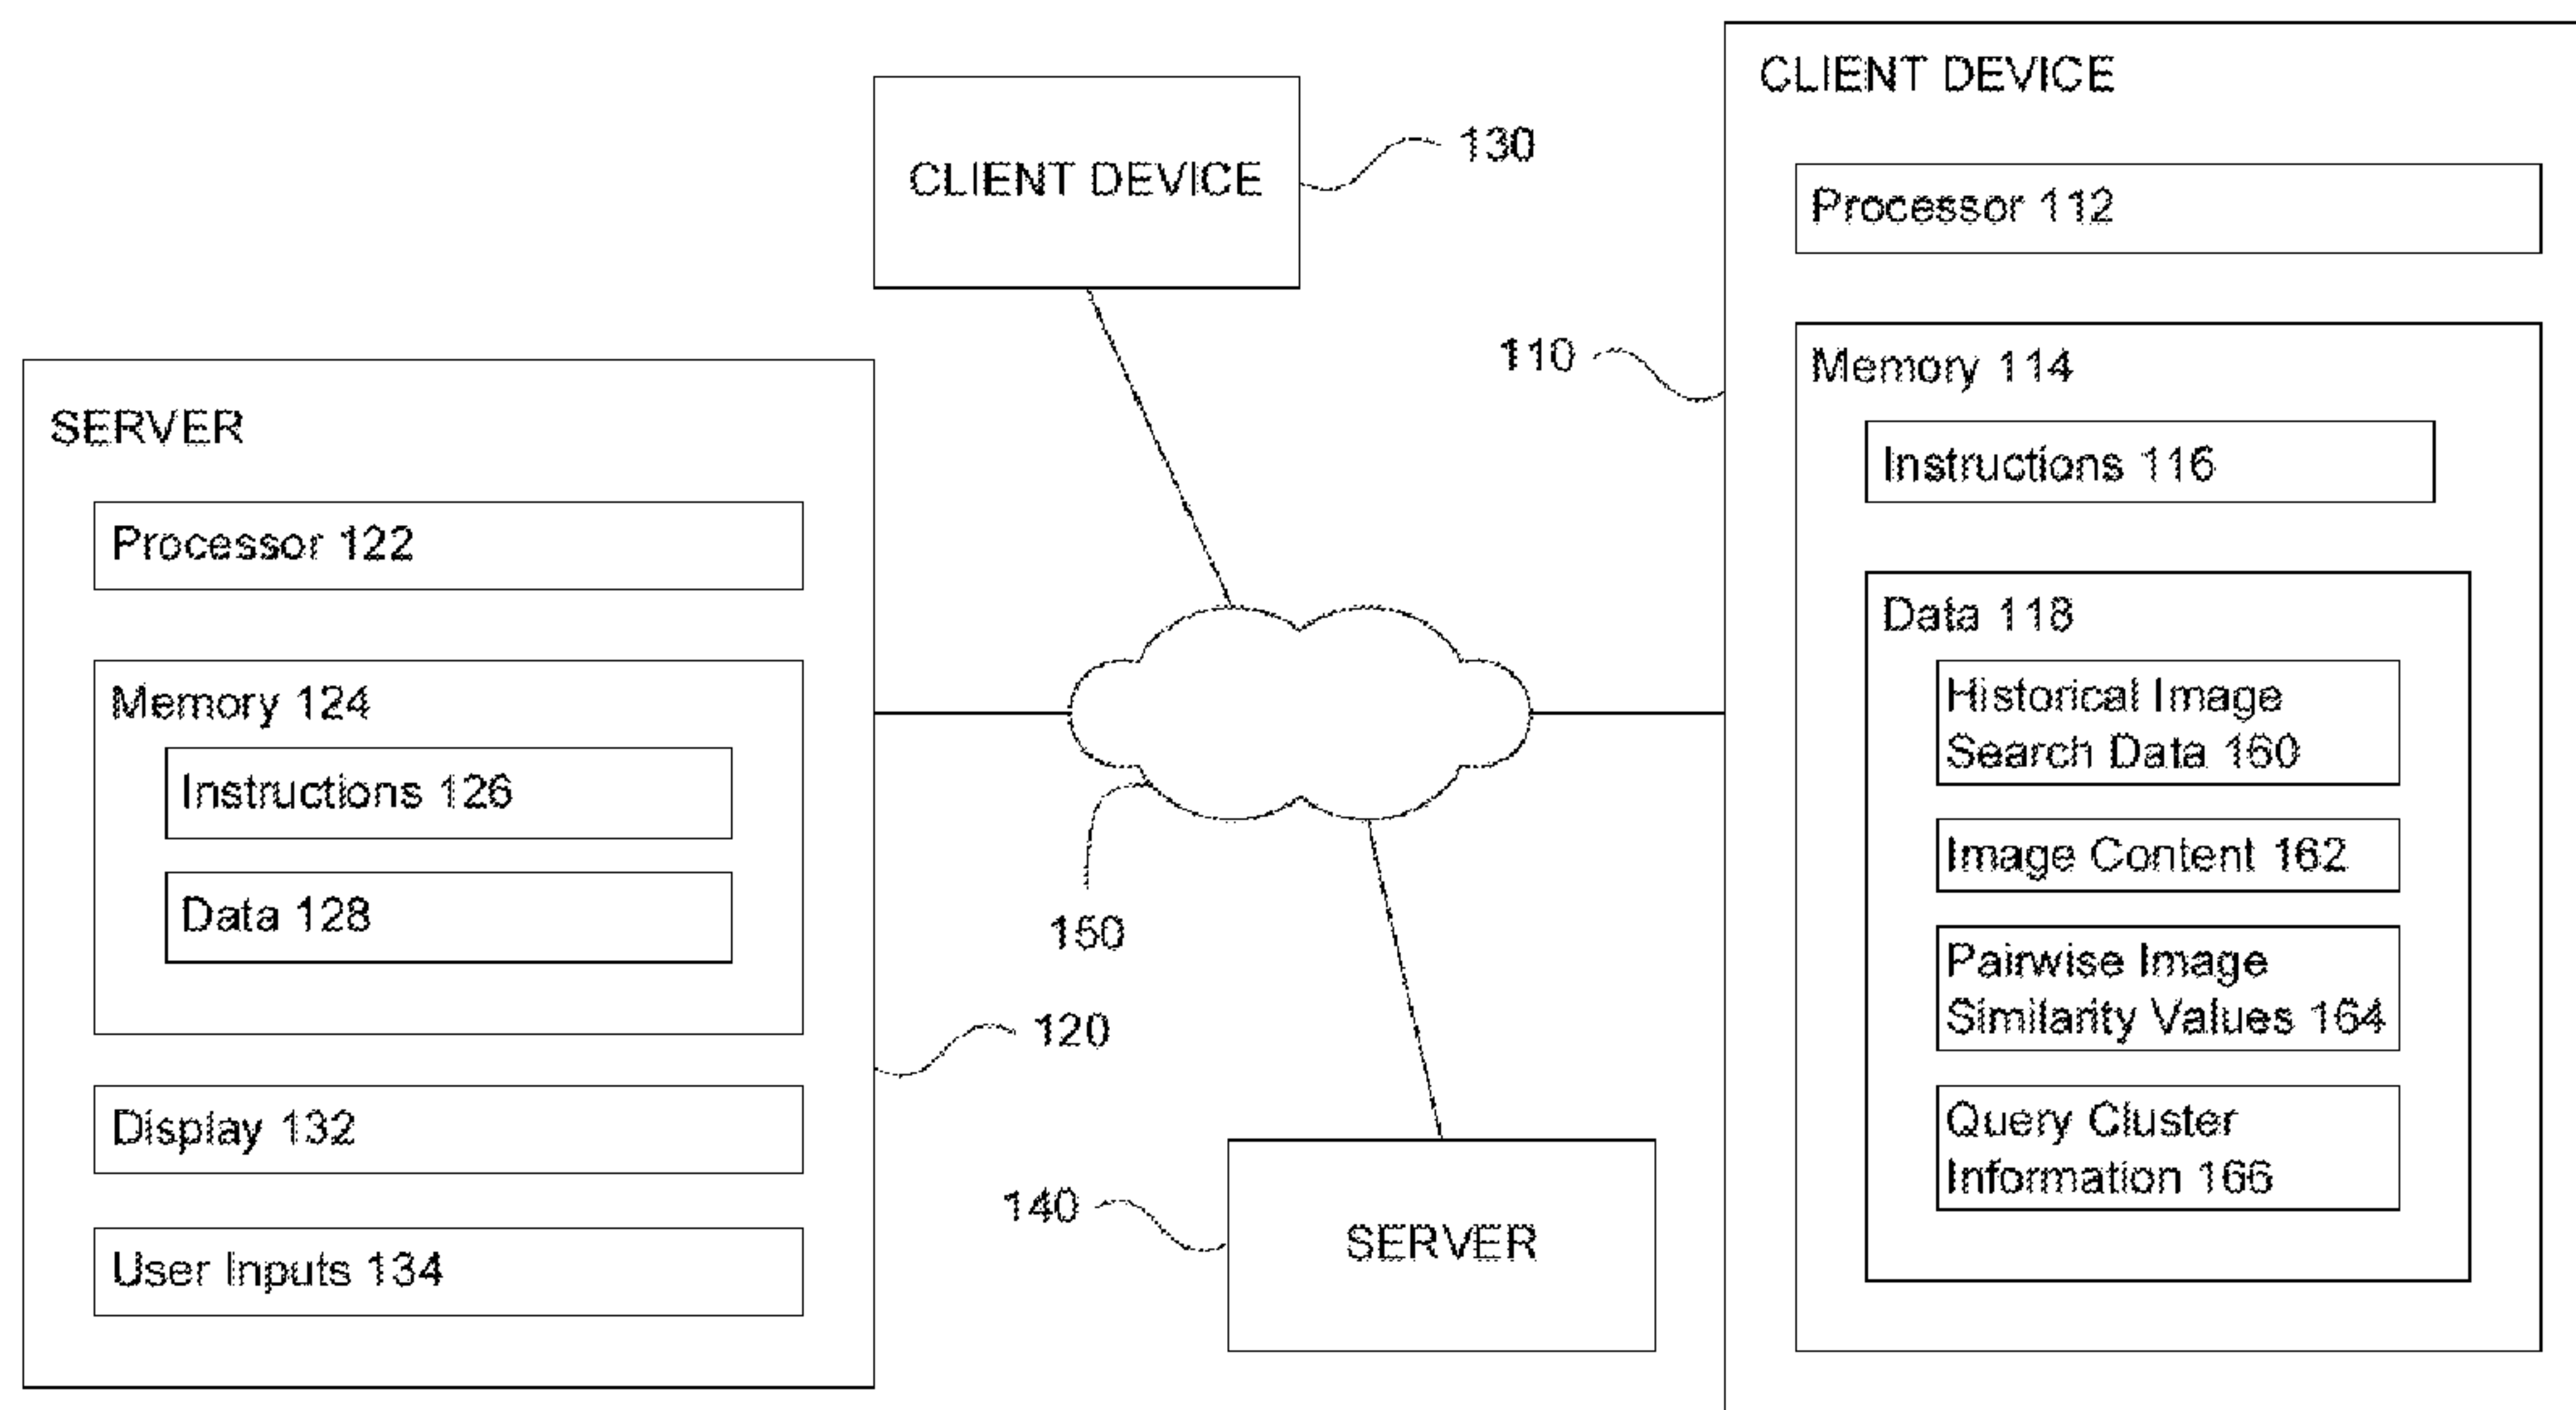 CLIENT DEVICE
130
SERVER
Processor 122
Memory 124
Instructions 126
Data 128
Display 132
User Inputs 134
120
150
140
SERVER
110
CLIENT DEVICE
Processor 112
Memory 114
Instructions 116
Data 118
Historical Image
Search Data 160
Image Content 162
Pairwise Image
Similarity Values 164
Query Cluster
Information 166